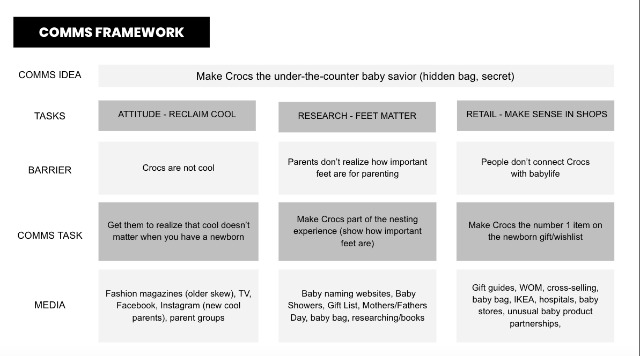 COMMS FRAMEWORK
COMMS IDEA
Make Crocs the under-the-counter baby savior (hidden bag, secret)
TASKS
ATTITUDE - RECLAIM COOL
RESEARCH - FEET MATTER
RETAIL - MAKE SENSE IN SHOPS
BARRIER
Crocs are not cool
Parents don't realize how important
feet are for parenting
People don't connect Crocs
with babylife
COMMS TASK
Get them to realize that cool doesn't
matter when you have a newborn
Make Crocs part of the nesting
experience (show how important
feet are)
Make Crocs the number 1 item on
the newborn gift/wishlist
MEDIA
Fashion magazines (older skew), TV,
Facebook, Instagram (new cool
parents), parent groups
Baby naming websites, Baby
Showers, Gift List, Mothers/Fathers
Day, baby bag, researching/books
Gift guides, WOM, cross-selling,
baby bag, IKEA, hospitals, baby
stores, unusual baby product
partnerships,